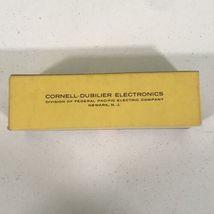 CORNELL-DUBILIER ELECTRONICS
DIVISION OF FEDERAL PACIFIC ELECTRIC COMPANY
NEWARK, N. J.